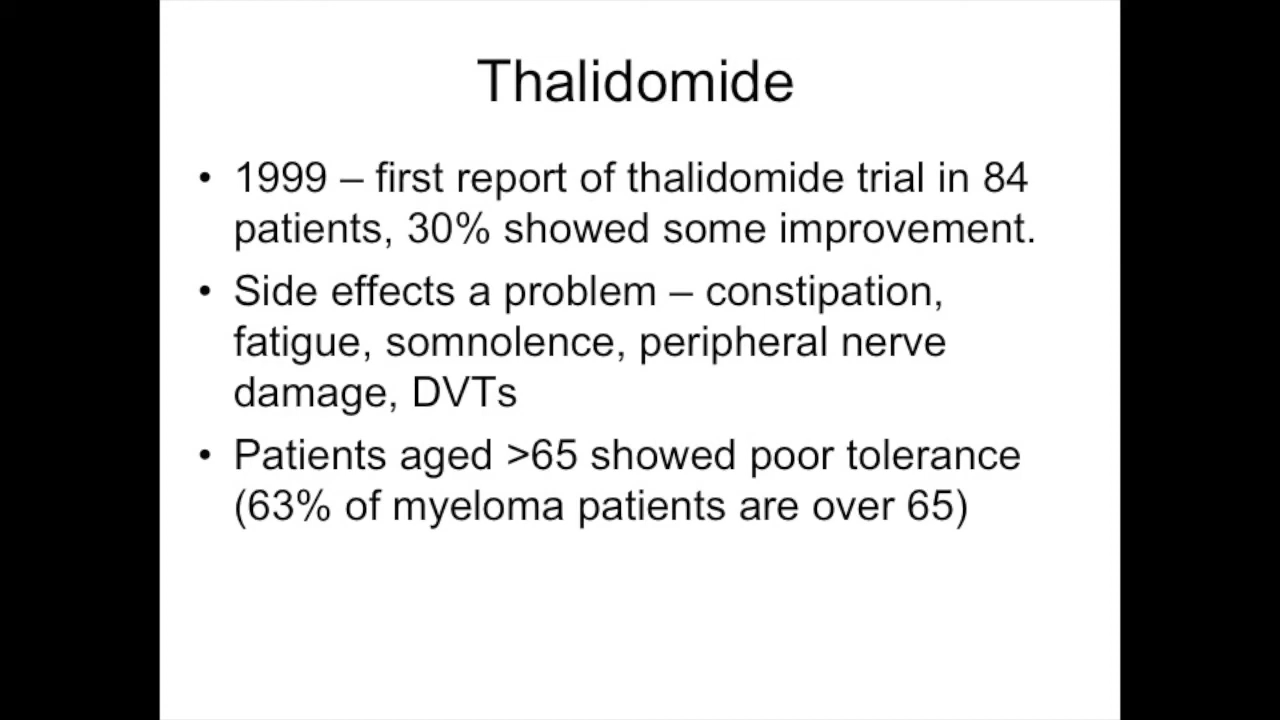 Thalidomide
• 1999 – first report of thalidomide trial in 84
patients, 30% showed some improvement.
• Side effects a problem – constipation,
fatigue, somnolence, peripheral nerve
damage, DVTs
• Patients aged >65 showed poor tolerance
(63% of myeloma patients are over 65)